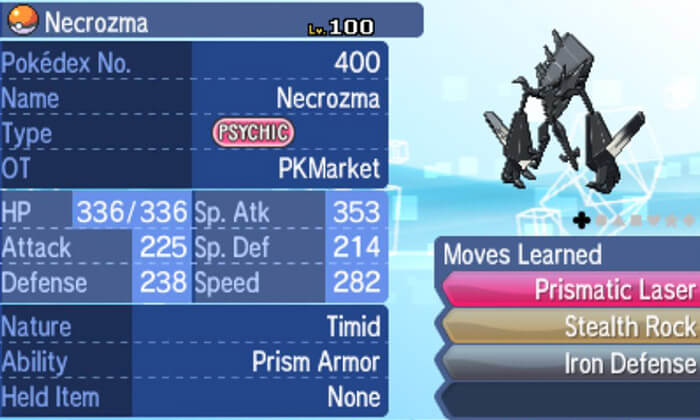 Necrozma Lv.100
Pokédex No. 400
Name Necrozma
Type PSYCHIC
OT PKMarket
HP 336/336 Sp. Atk 353
Attack 225 Sp. Def 214
Defense 238 Speed 282
Nature Timid
Ability Prism Armor
Held Item None
Moves Learned
Prismatic Laser
Stealth Rock
Iron Defense